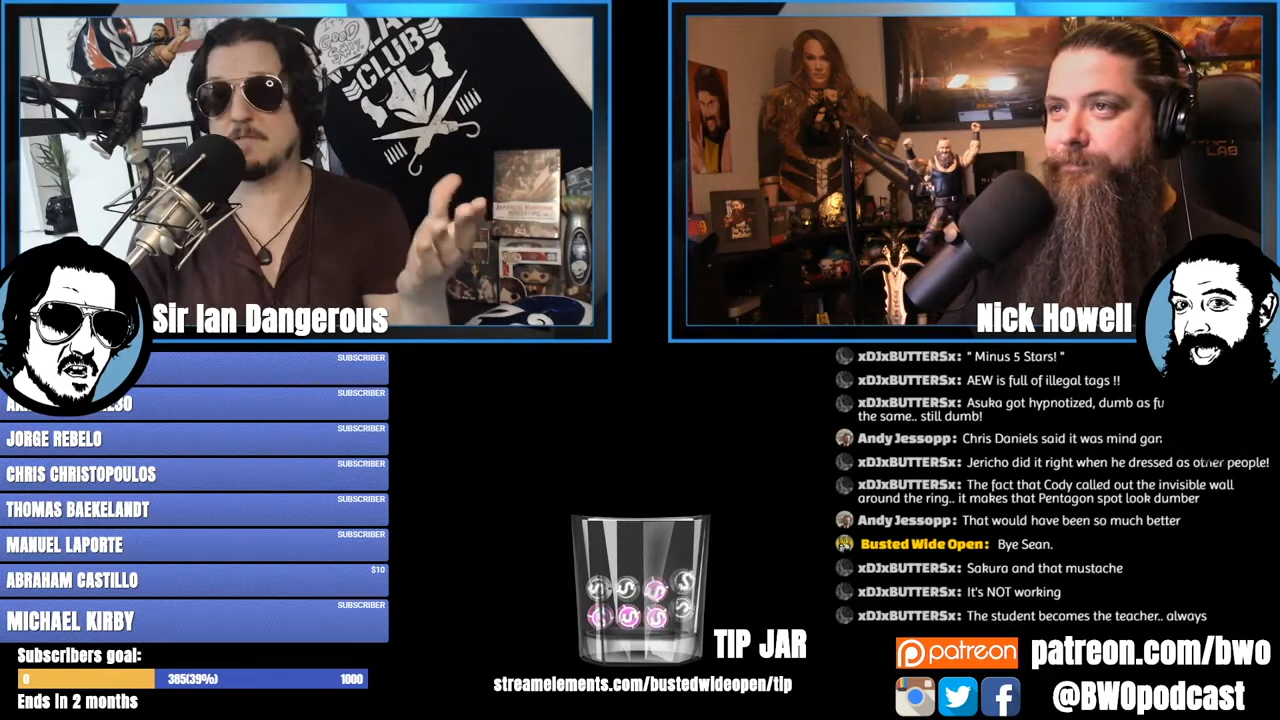 IT'S
GOOD
CLUB
LAB
Sir Ian Dangerous
Nick Howell
SUBSCRIBER
SUBSCRIBER
JORGE REBELO
SUBSCRIBER
CHRIS CHRISTOPOULOS
SUBSCRIBER
THOMAS BAEKELANDT
SUBSCRIBER
MANUEL LAPORTE
SUBSCRIBER
ABRAHAM CASTILLO
$10
MICHAEL KIRBY
SUBSCRIBER
Subscribers goal:
0 385(39%) 1000
Ends in 2 months
TIP JAR
streamelements.com/bustedwideopen/tip
xDJxBUTTERSx: " Minus 5 Stars! "
xDJxBUTTERSx: AEW is full of illegal tags !!
xDJxBUTTERSx: Asuka got hypnotized, dumb as fu
the same.. still dumb!
Andy Jessopp: Chris Daniels said it was mind gam
xDJxBUTTERSx: Jericho did it right when he dressed as other people!
xDJxBUTTERSx: The fact that Cody called out the invisible wall
around the ring.. it makes that Pentagon spot look dumber
Andy Jessopp: That would have been so much better
Busted Wide Open: Bye Sean.
xDJxBUTTERSx: Sakura and that mustache
xDJxBUTTERSx: It's NOT working
xDJxBUTTERSx: The student becomes the teacher.. always
patreon patreon.com/bwo
@BWOpodcast